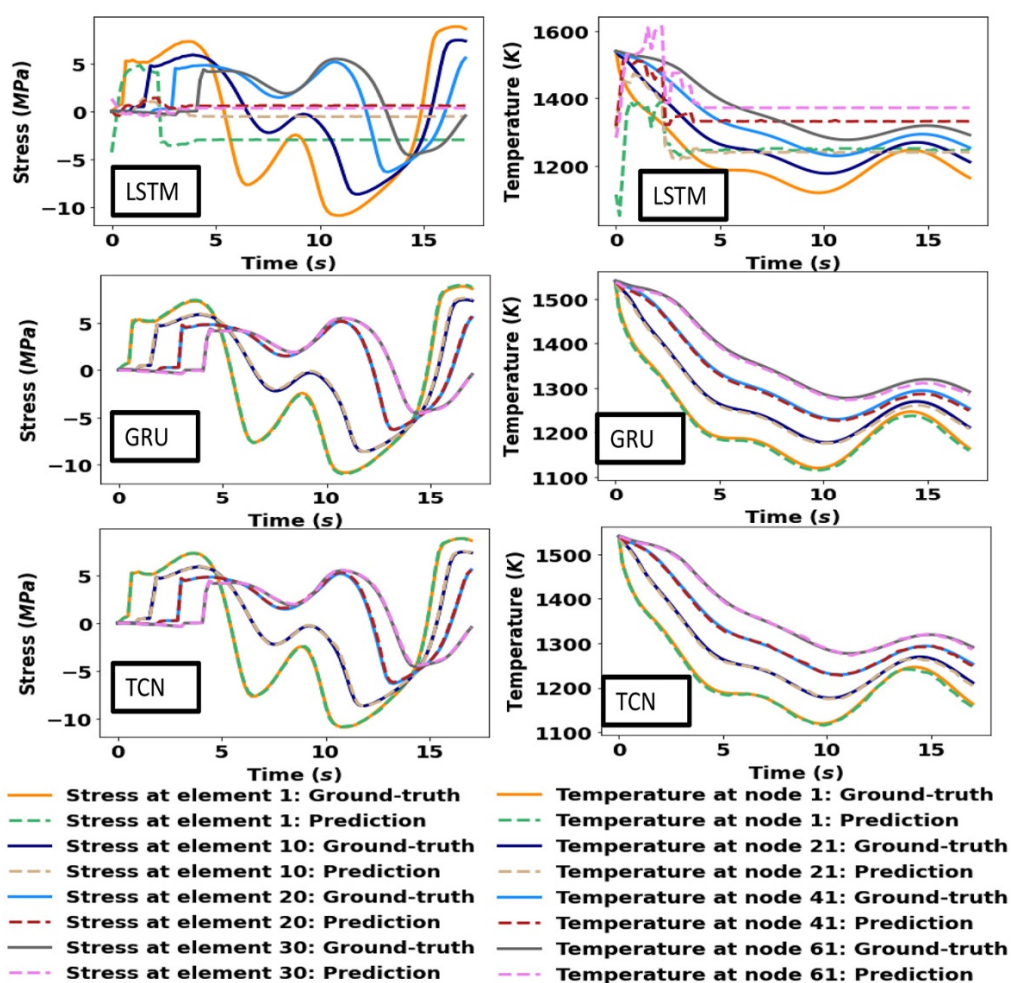 Stress (MPa)
5
0
−5
−10
LSTM
0 5 10 15
Time (s)
Temperature (K)
1600
1400
1200
LSTM
0 5 10 15
Time (s)
Stress (MPa)
5
0
−5
−10
GRU
0 5 10 15
Time (s)
Temperature (K)
1500
1400
1300
1200
1100
GRU
0 5 10 15
Time (s)
Stress (MPa)
5
0
−5
−10
TCN
0 5 10 15
Time (s)
Temperature (K)
1500
1400
1300
1200
1100
TCN
0 5 10 15
Time (s)
Stress at element 1: Ground-truth
Stress at element 1: Prediction
Stress at element 10: Ground-truth
Stress at element 10: Prediction
Stress at element 20: Ground-truth
Stress at element 20: Prediction
Stress at element 30: Ground-truth
Stress at element 30: Prediction
Temperature at node 1: Ground-truth
Temperature at node 1: Prediction
Temperature at node 21: Ground-truth
Temperature at node 21: Prediction
Temperature at node 41: Ground-truth
Temperature at node 41: Prediction
Temperature at node 61: Ground-truth
Temperature at node 61: Prediction